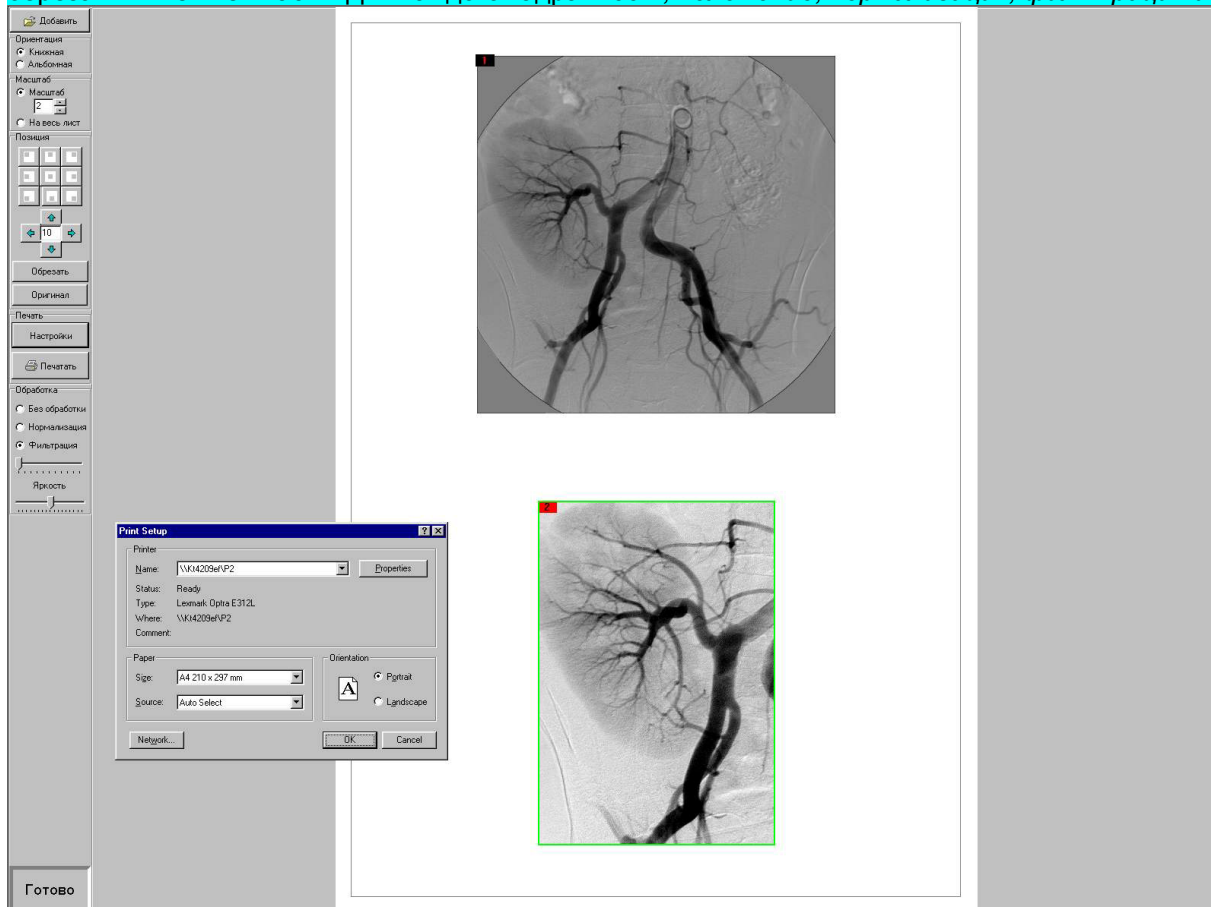 Добавить
Ориентация
Книжная
Альбомная
Масштаб
Масштаб
2
На весь лист
Позиция
10
Обрезать
Оригинал
Печать
Настройки
Печатать
Обработка
Без обработки
Нормализация
Фильтрация
Яркость
Готово
1
2
Print Setup
Printer
Name: \\Kt4209ef\P2 Properties
Status: Ready
Type: Lexmark Optra E312L
Where: \\Kt4209ef\P2
Comment:
Paper
Size: A4 210 x 297 mm
Source: Auto Select
Orientation
A
Portrait
Landscape
Network...
OK
Cancel